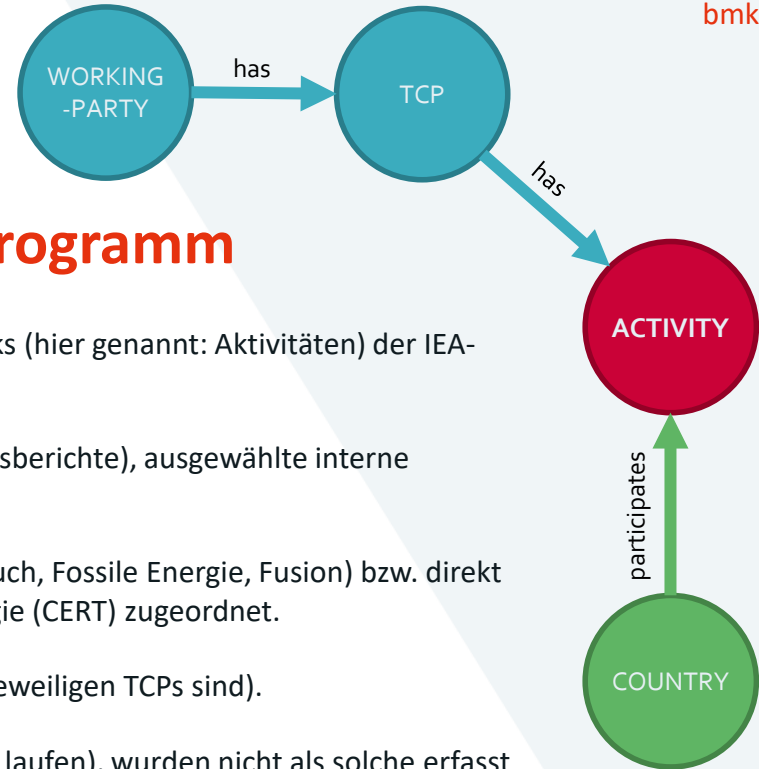 bmk
WORKING
-PARTY
has
TCP
has
rogramm
ks (hier genannt: Aktivitäten) der IEA-
ACTIVITY
sberichte), ausgewählte interne
participates
uch, Fossile Energie, Fusion) bzw. direkt
gie (CERT) zugeordnet.
COUNTRY
eweiligen TCPs sind).
laufen), wurden nicht als solche erfasst